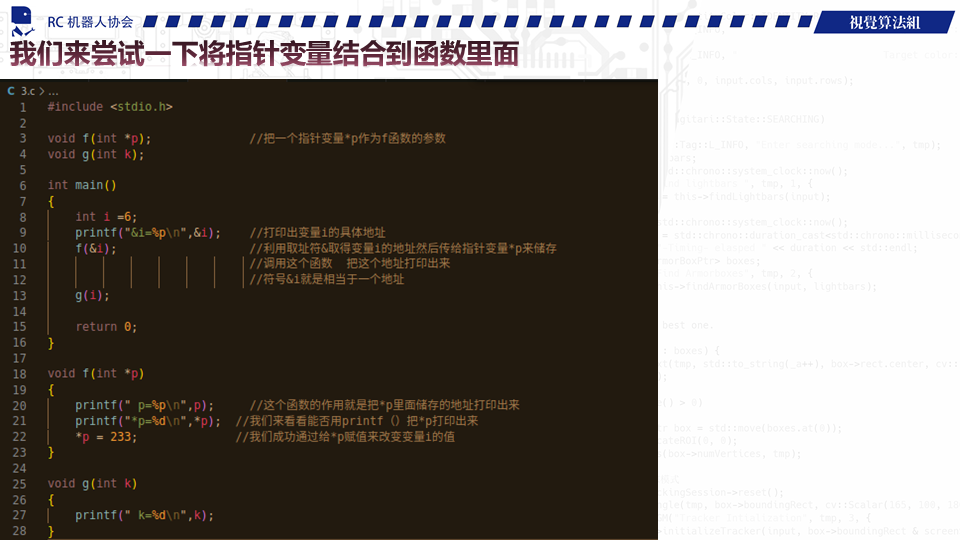 RC 机器人协会
視覺算法組
我们来尝试一下将指针变量结合到函数里面
C 3.c > ...
1 #include <stdio.h>
2
3 void f(int *p); //把一个指针变量*p作为f函数的参数
4 void g(int k);
5
6 int main()
7 {
8 int i =6;
9 printf("&i=%p\n",&i); //打印出变量i的具体地址
10 f(&i); //利用取址符&取得变量i的地址然后传给指针变量*p来储存
11 //调用这个函数 把这个地址打印出来
12 //符号&i就是相当于一个地址
13 g(i);
14
15 return 0;
16 }
17
18 void f(int *p)
19 {
20 printf(" p=%p\n",p); //这个函数的作用就是把*p里面储存的地址打印出来
21 printf("*p=%d\n",*p); //我们来看看能否用printf（）把*p打印出来
22 *p = 233; //我们成功通过给*p赋值来改变变量i的值
23 }
24
25 void g(int k)
26 {
27 printf(" k=%d\n",k);
28 }